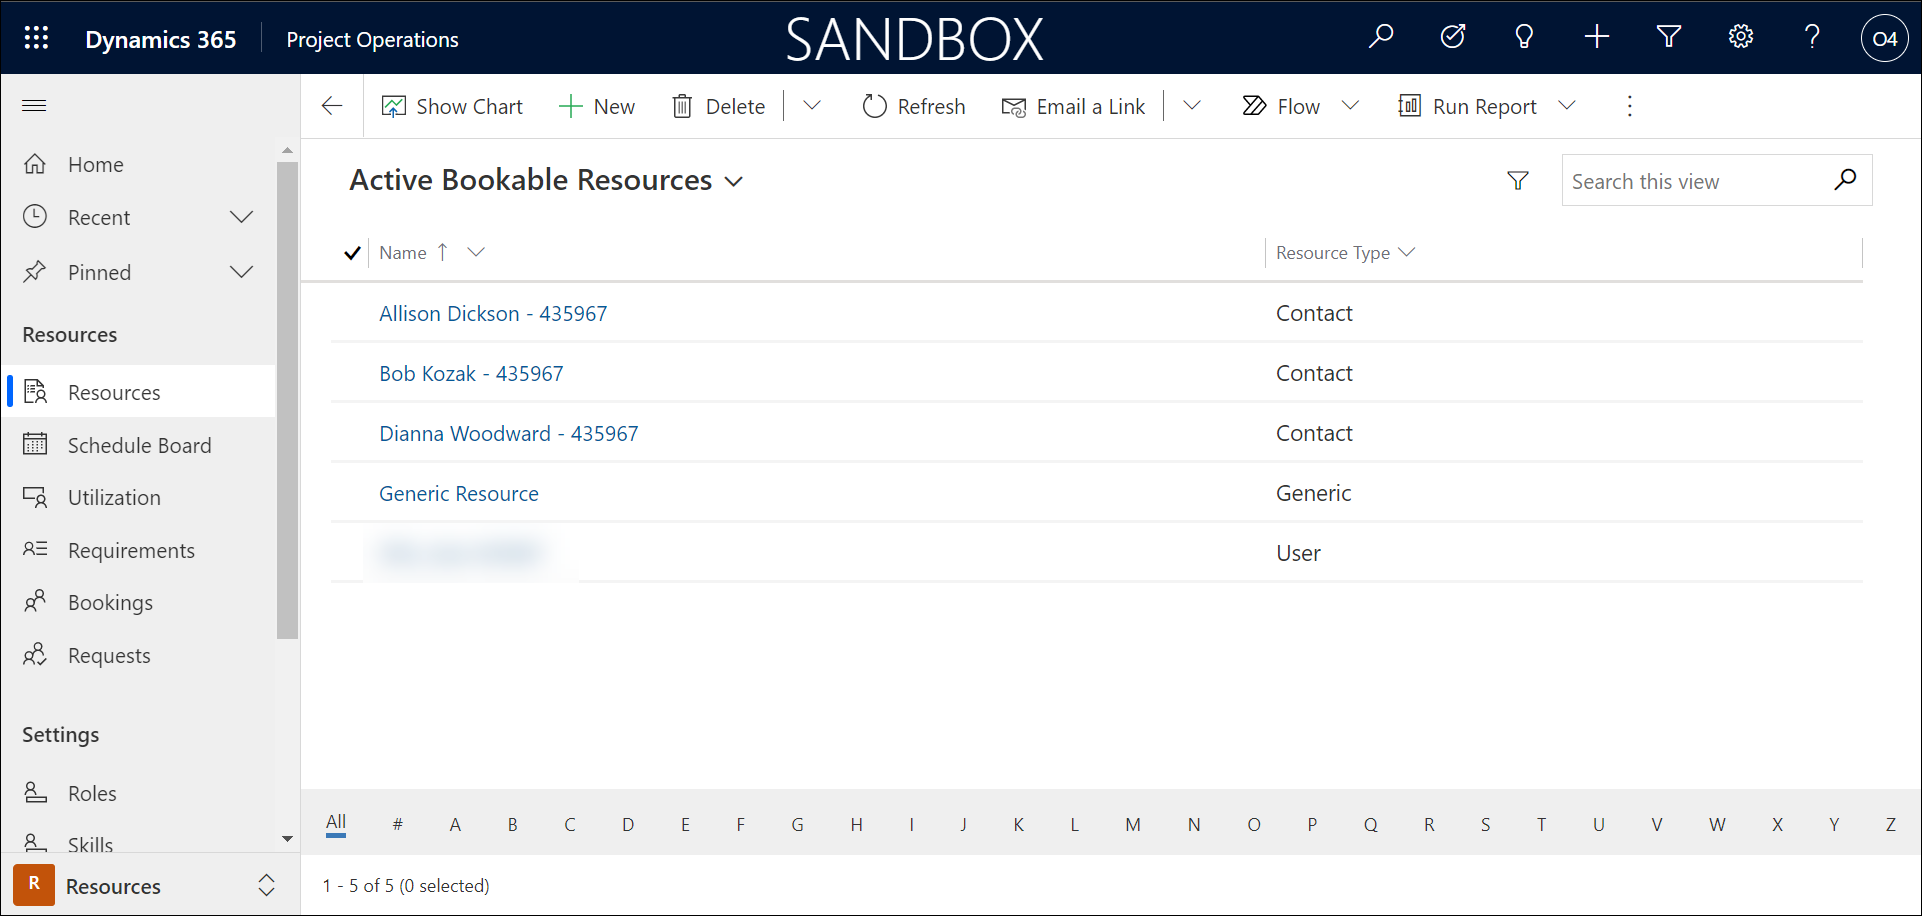 Dynamics 365 Project Operations SANDBOX O4
Show Chart New Delete Refresh Email a Link Flow Run Report
Home
Recent
Pinned
Resources
Resources
Schedule Board
Utilization
Requirements
Bookings
Requests
Settings
Roles
Skills
R Resources
Active Bookable Resources Search this view
Name Resource Type
Allison Dickson - 435967 Contact
Bob Kozak - 435967 Contact
Dianna Woodward - 435967 Contact
Generic Resource Generic
User
All # A B C D E F G H I J K L M N O P Q R S T U V W X Y Z
1 - 5 of 5 (0 selected)